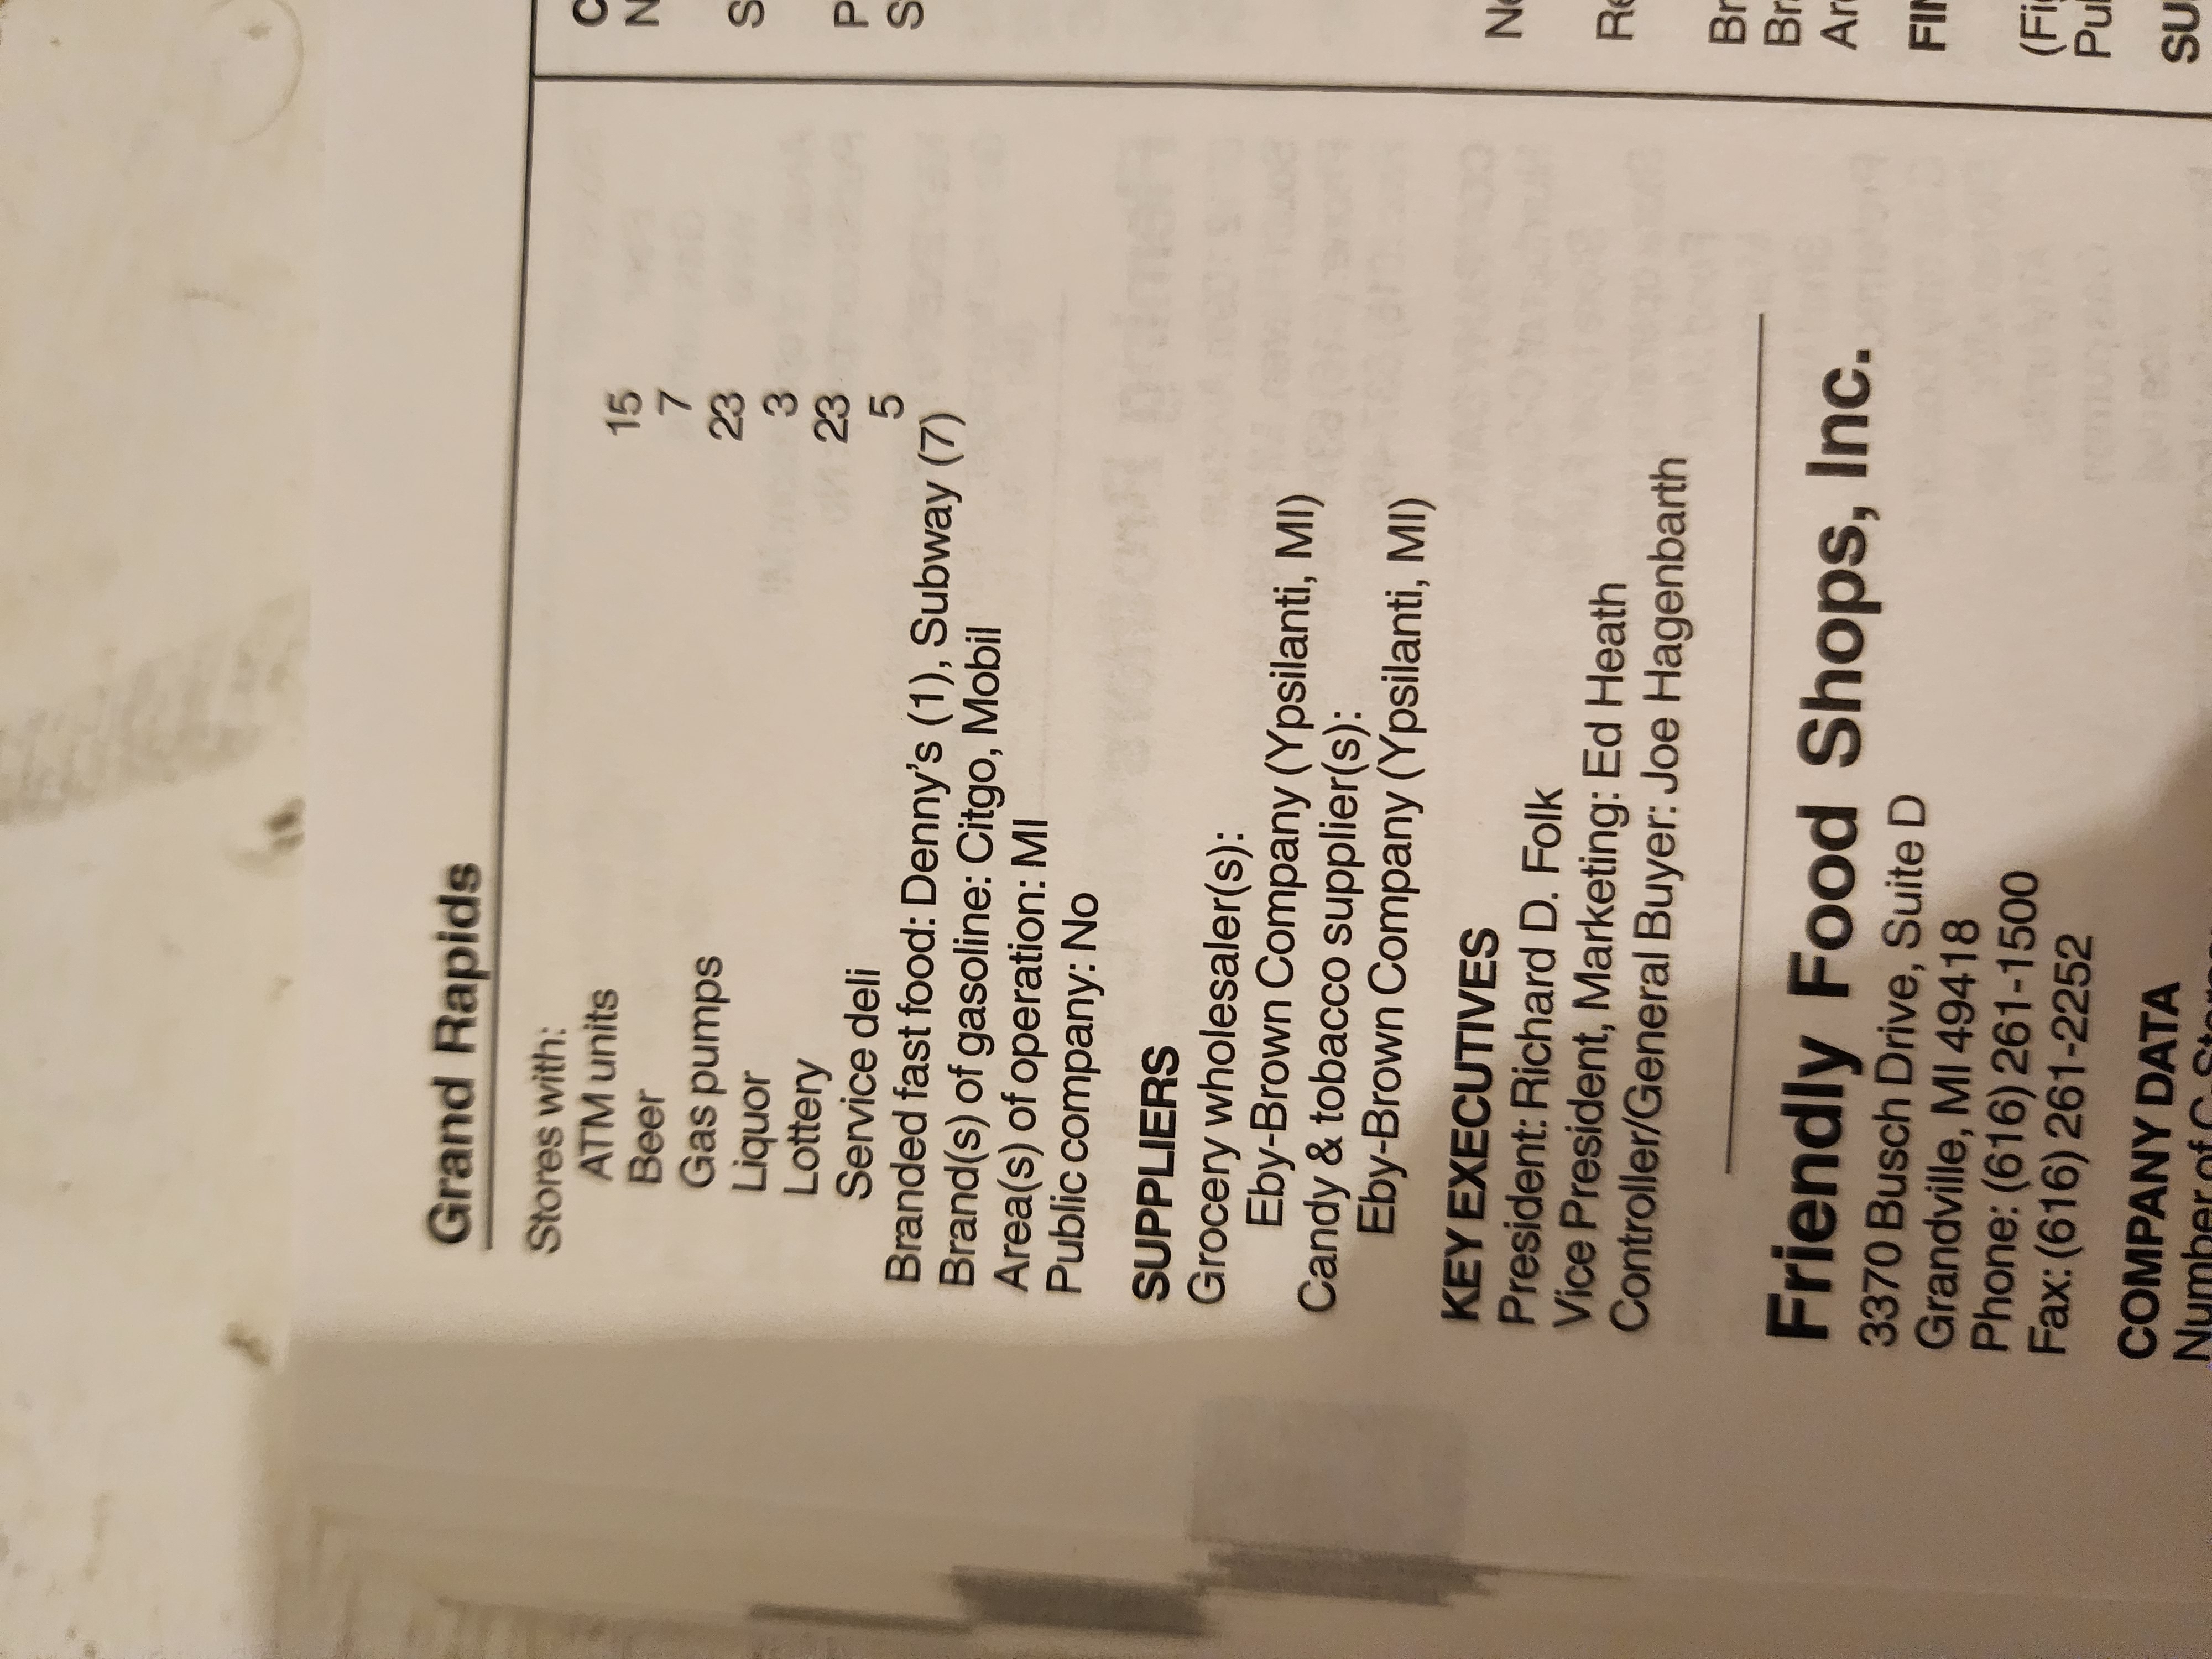 Grand Rapids
Stores with:
ATM units 15
Beer 7
Gas pumps 23
Liquor 3
Lottery 23
Service deli 5
Branded fast food: Denny's (1), Subway (7)
Brand(s) of gasoline: Citgo, Mobil
Area(s) of operation: MI
Public company: No
SUPPLIERS
Grocery wholesaler(s):
Eby-Brown Company (Ypsilanti, MI)
Candy & tobacco supplier(s):
Eby-Brown Company (Ypsilanti, MI)
KEY EXECUTIVES
President: Richard D. Folk
Vice President, Marketing: Ed Heath
Controller/General Buyer: Joe Hagenbarth
Friendly Food Shops, Inc.
3370 Busch Drive, Suite D
Grandville, MI 49418
Phone: (616) 261-1500
Fax: (616) 261-2252
COMPANY DATA
Number of C-Stores